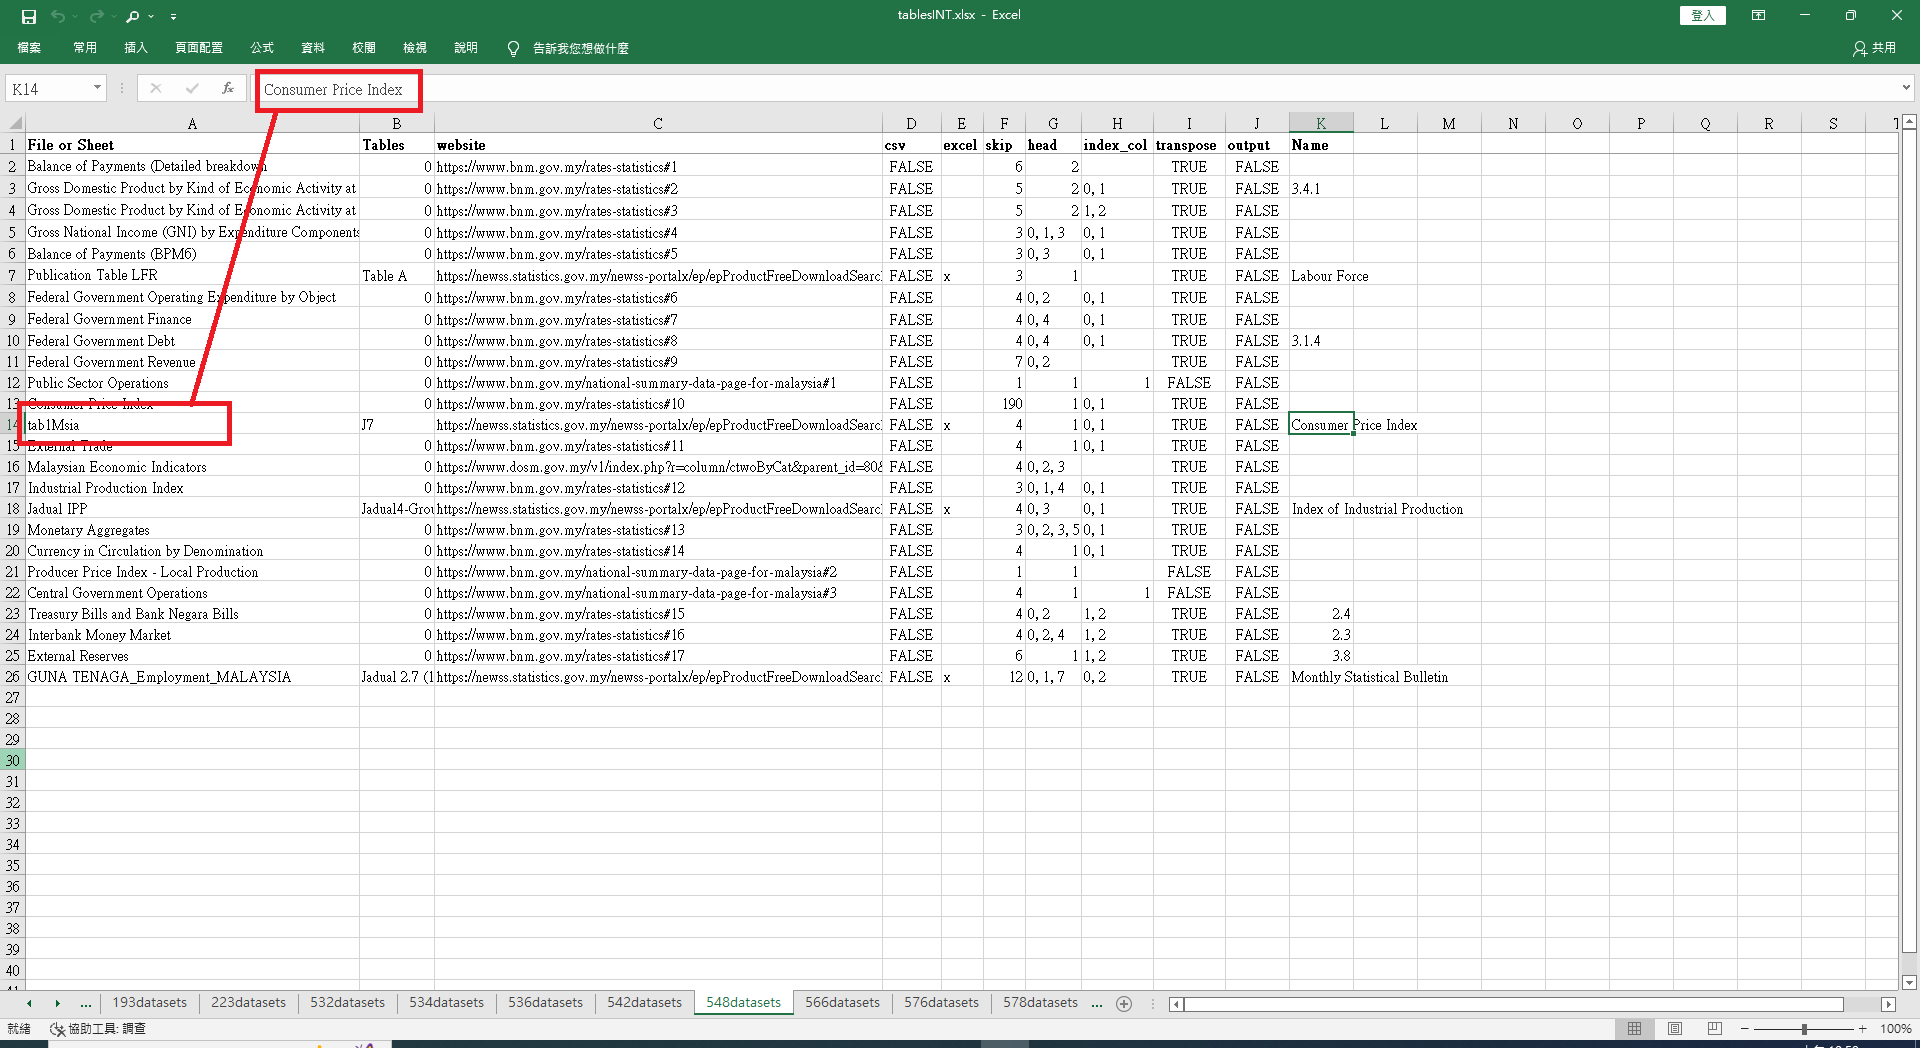 tablesINT.xlsx - Excel
登入
檔案 常用 插入 頁面配置 公式 資料 校閱 檢視 說明 告訴我您想做什麼 共用
K14 fx Consumer Price Index
A B C D E F G H I J K L M N O P Q R S
1 File or Sheet Tables website csv excel skip head index_col transpose output Name
2 Balance of Payments (Detailed breakdown 0 https://www.bnm.gov.my/rates-statistics#1 FALSE 6 2 TRUE FALSE
3 Gross Domestic Product by Kind of Economic Activity at 0 https://www.bnm.gov.my/rates-statistics#2 FALSE 5 2 0, 1 TRUE FALSE 3.4.1
4 Gross Domestic Product by Kind of Economic Activity at 0 https://www.bnm.gov.my/rates-statistics#3 FALSE 5 2 1, 2 TRUE FALSE
5 Gross National Income (GNI) by Expenditure Components 0 https://www.bnm.gov.my/rates-statistics#4 FALSE 3 0, 1, 3 0, 1 TRUE FALSE
6 Balance of Payments (BPM6) 0 https://www.bnm.gov.my/rates-statistics#5 FALSE 3 0, 3 0, 1 TRUE FALSE
7 Publication Table LFR Table A https://newss.statistics.gov.my/newss-portalx/ep/epProductFreeDownloadSearc FALSE x 3 1 TRUE FALSE Labour Force
8 Federal Government Operating Expenditure by Object 0 https://www.bnm.gov.my/rates-statistics#6 FALSE 4 0, 2 0, 1 TRUE FALSE
9 Federal Government Finance 0 https://www.bnm.gov.my/rates-statistics#7 FALSE 4 0, 4 0, 1 TRUE FALSE
10 Federal Government Debt 0 https://www.bnm.gov.my/rates-statistics#8 FALSE 4 0, 4 0, 1 TRUE FALSE 3.1.4
11 Federal Government Revenue 0 https://www.bnm.gov.my/rates-statistics#9 FALSE 7 0, 2 TRUE FALSE
12 Public Sector Operations 0 https://www.bnm.gov.my/national-summary-data-page-for-malaysia#1 FALSE 1 1 1 FALSE FALSE
13 Consumer Price Index 0 https://www.bnm.gov.my/rates-statistics#10 FALSE 190 1 0, 1 TRUE FALSE
14 tab1Msia J7 https://newss.statistics.gov.my/newss-portalx/ep/epProductFreeDownloadSearc FALSE x 4 1 0, 1 TRUE FALSE Consumer Price Index
15 External Trade 0 https://www.bnm.gov.my/rates-statistics#11 FALSE 4 1 0, 1 TRUE FALSE
16 Malaysian Economic Indicators 0 https://www.dosm.gov.my/v1/index.php?r=column/ctwoByCat&parent_id=80& FALSE 4 0, 2, 3 TRUE FALSE
17 Industrial Production Index 0 https://www.bnm.gov.my/rates-statistics#12 FALSE 3 0, 1, 4 0, 1 TRUE FALSE
18 Jadual IPP Jadual4-Grou https://newss.statistics.gov.my/newss-portalx/ep/epProductFreeDownloadSearc FALSE x 4 0, 3 0, 1 TRUE FALSE Index of Industrial Production
19 Monetary Aggregates 0 https://www.bnm.gov.my/rates-statistics#13 FALSE 3 0, 2, 3, 5 0, 1 TRUE FALSE
20 Currency in Circulation by Denomination 0 https://www.bnm.gov.my/rates-statistics#14 FALSE 4 1 0, 1 TRUE FALSE
21 Producer Price Index - Local Production 0 https://www.bnm.gov.my/national-summary-data-page-for-malaysia#2 FALSE 1 1 FALSE FALSE
22 Central Government Operations 0 https://www.bnm.gov.my/national-summary-data-page-for-malaysia#3 FALSE 4 1 1 FALSE FALSE
23 Treasury Bills and Bank Negara Bills 0 https://www.bnm.gov.my/rates-statistics#15 FALSE 4 0, 2 1, 2 TRUE FALSE 2.4
24 Interbank Money Market 0 https://www.bnm.gov.my/rates-statistics#16 FALSE 4 0, 2, 4 1, 2 TRUE FALSE 2.3
25 External Reserves 0 https://www.bnm.gov.my/rates-statistics#17 FALSE 6 1 1, 2 TRUE FALSE 3.8
26 GUNA TENAGA_Employment_MALAYSIA Jadual 2.7 (1 https://newss.statistics.gov.my/newss-portalx/ep/epProductFreeDownloadSearc FALSE x 12 0, 1, 7 0, 2 TRUE FALSE Monthly Statistical Bulletin
27
28
29
30
31
32
33
34
35
36
37
38
39
40
... 193datasets 223datasets 532datasets 534datasets 536datasets 542datasets 548datasets 566datasets 576datasets 578datasets ...
就緒 協助工具: 調查 100%